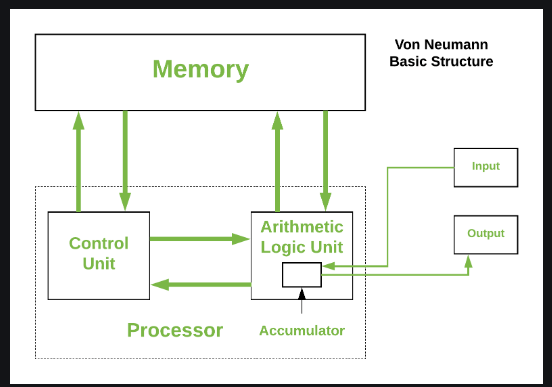 Von Neumann
Basic Structure
Memory
Input
Output
Control
Unit
Arithmetic
Logic Unit
Accumulator
Processor